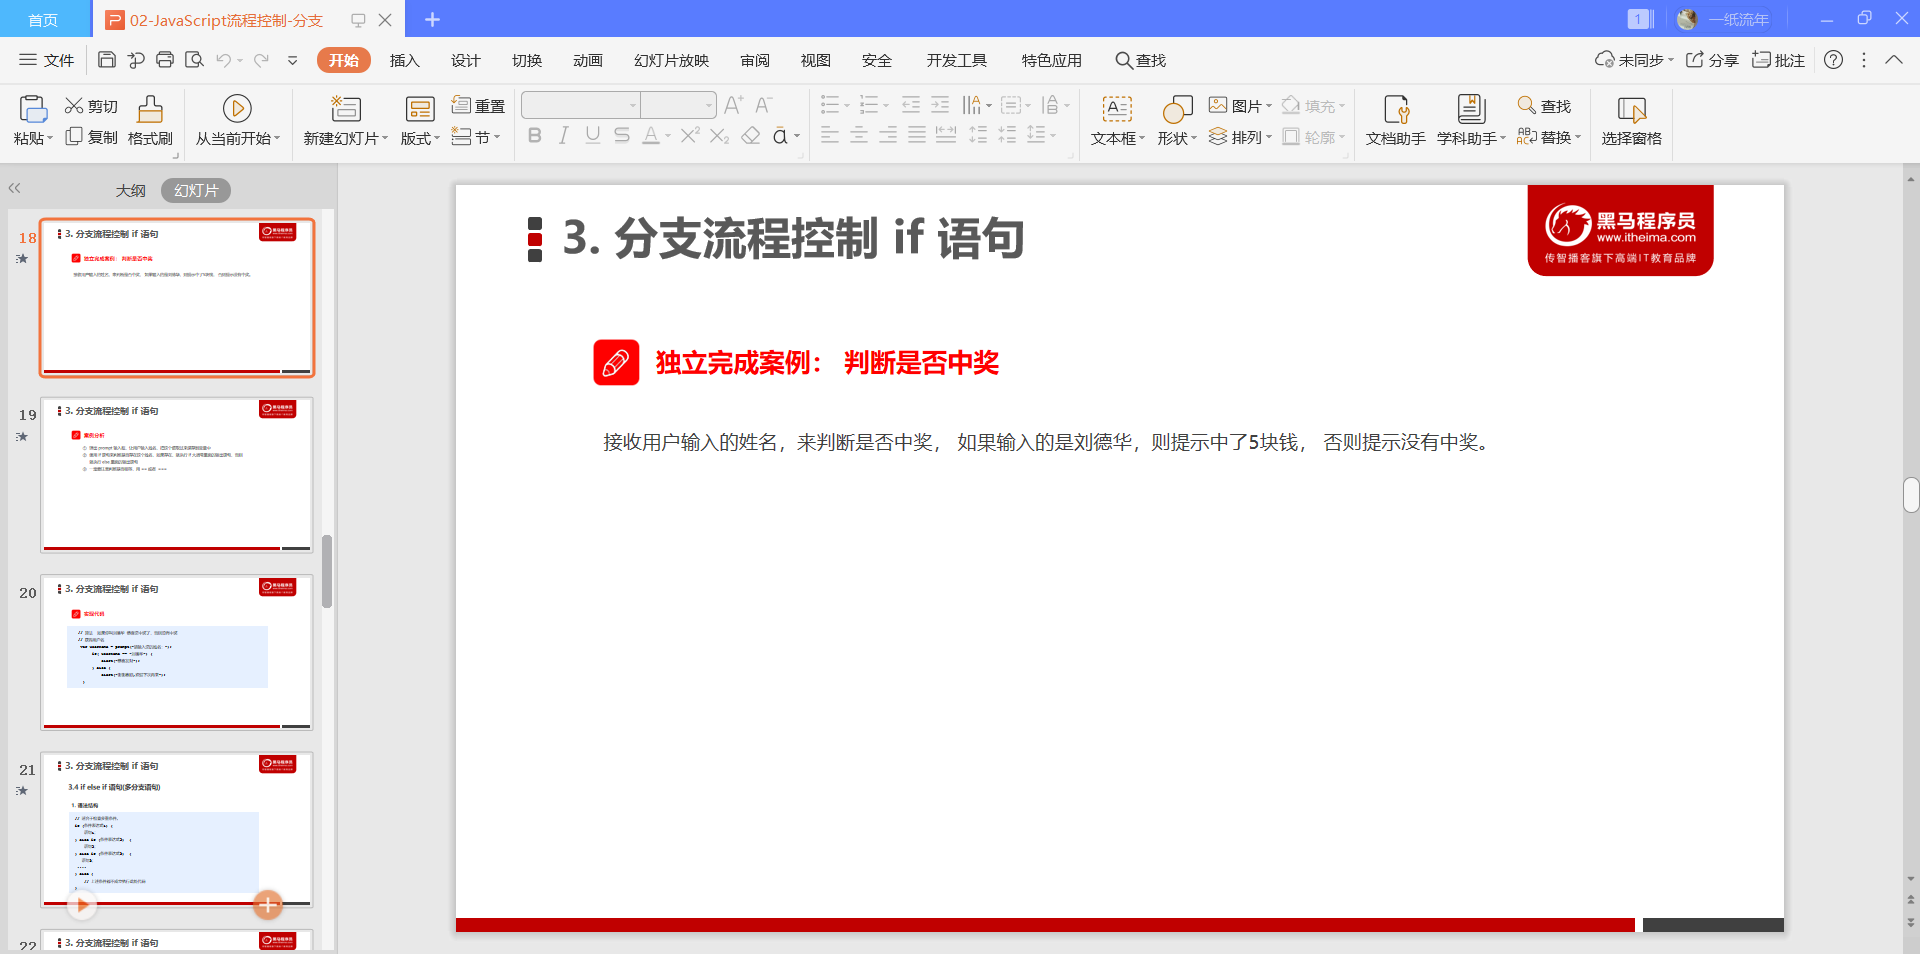 首页
02-JavaScript流程控制-分支
1
一纸流年
文件
开始
插入
设计
切换
动画
幻灯片放映
审阅
视图
安全
开发工具
特色应用
查找
未同步
分享
批注
粘贴
剪切
复制
格式刷
从当前开始
新建幻灯片
版式
重置
节
文本框
形状
图片
排列
填充
轮廓
文档助手
学科助手
查找
替换
选择窗格
大纲
幻灯片
18
3. 分支流程控制 if 语句
独立完成案例： 判断是否中奖
19
3. 分支流程控制 if 语句
案例分析
20
3. 分支流程控制 if 语句
实现代码
21
3. 分支流程控制 if 语句
3.4 if else if 语句(多分支语句)
1. 语法结构
22
3. 分支流程控制 if 语句
3. 分支流程控制 if 语句
黑马程序员
www.itheima.com
传智播客旗下高端IT教育品牌
独立完成案例： 判断是否中奖
接收用户输入的姓名，来判断是否中奖， 如果输入的是刘德华，则提示中了5块钱， 否则提示没有中奖。